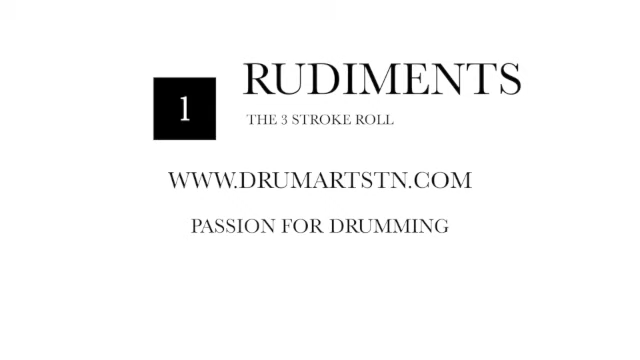 1
RUDIMENTS
THE 3 STROKE ROLL
WWW.DRUMARTSTN.COM
PASSION FOR DRUMMING